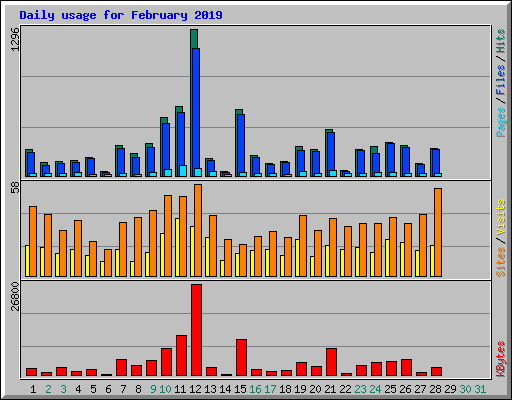 Daily usage for February 2019
1296
Pages / Files / Hits
58
Sites / Visits
26800
KBytes
1 2 3 4 5 6 7 8 9 10 11 12 13 14 15 16 17 18 19 20 21 22 23 24 25 26 27 28 29 30 31